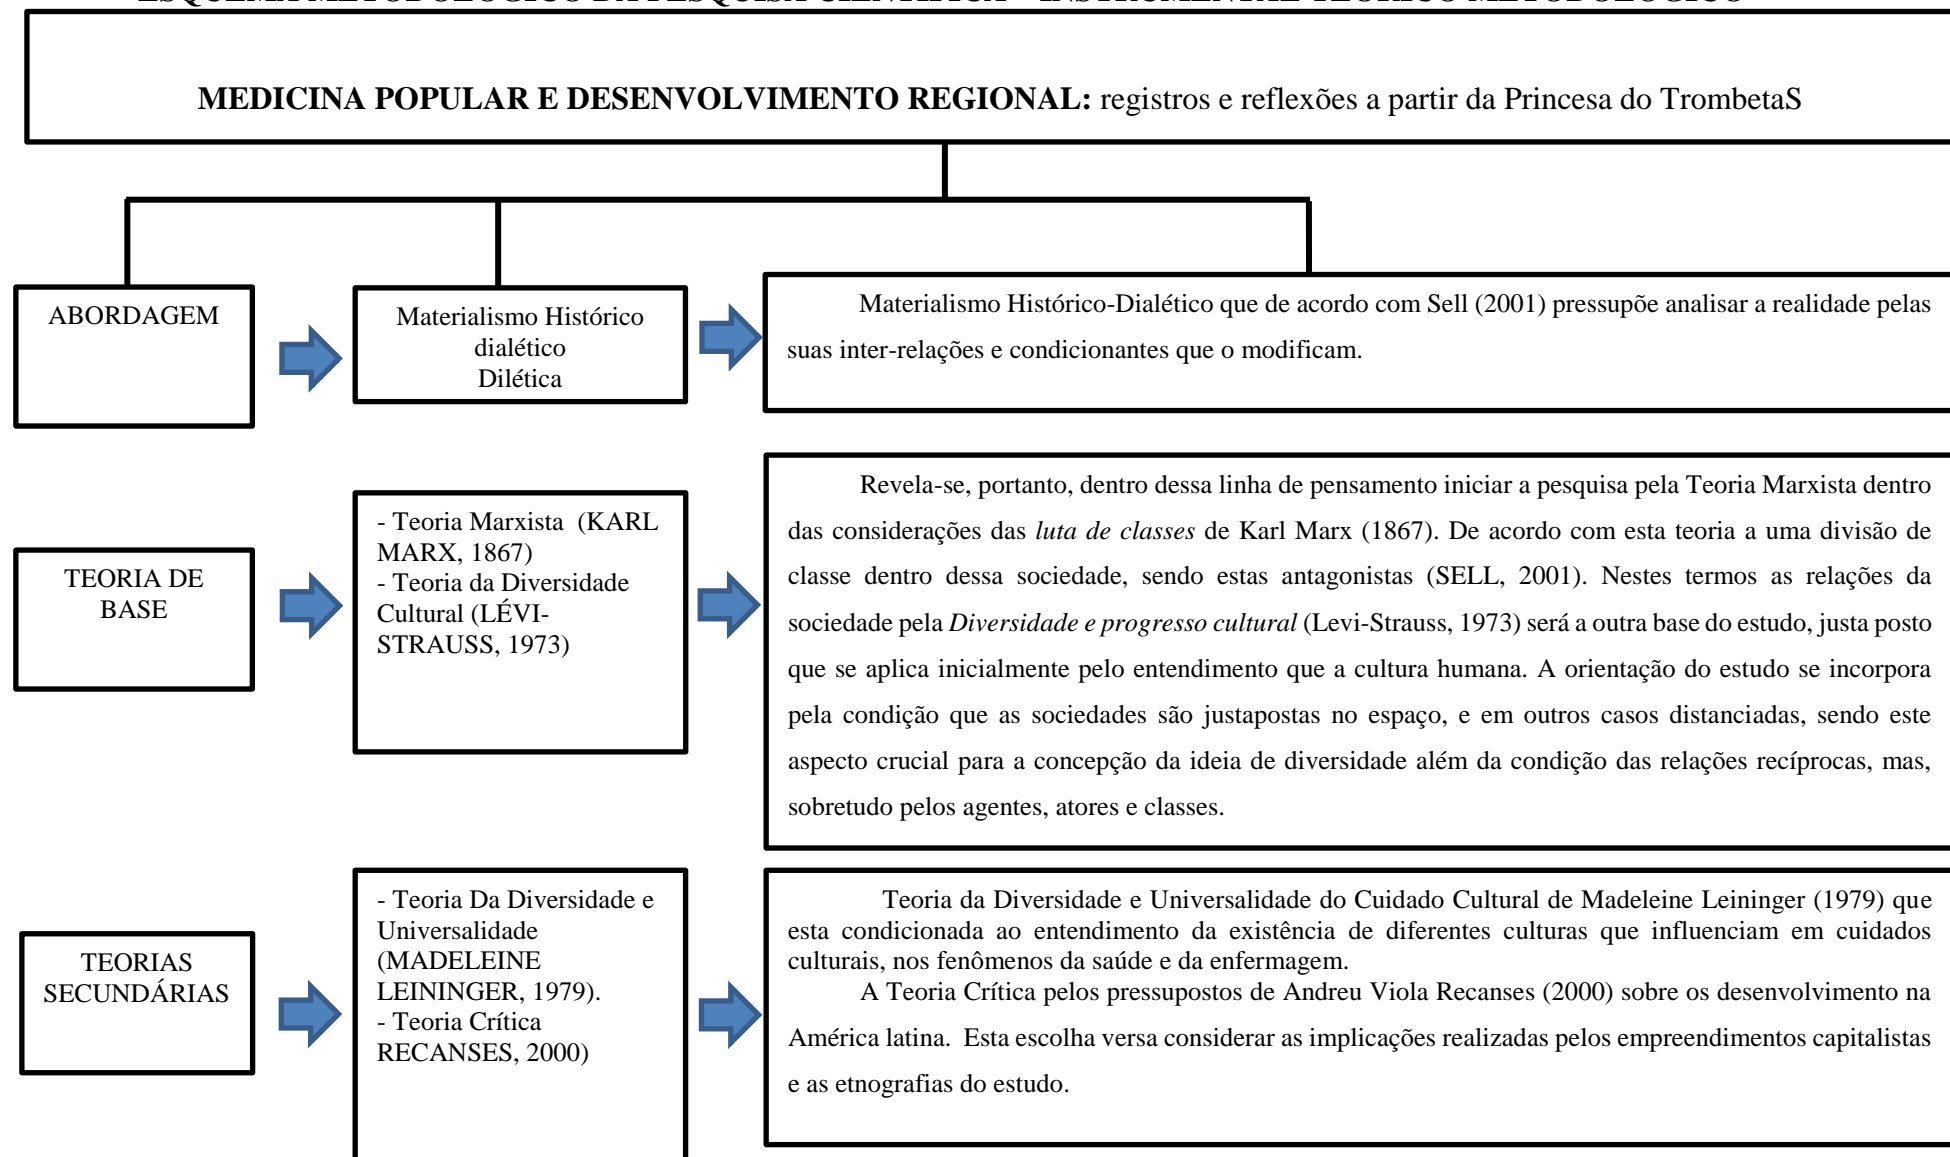 ESQUEMA METODOLÓGICO DA PESQUISA CIENTÍFICA – INSTRUMENTAL TEÓRICO METODOLÓGICO
MEDICINA POPULAR E DESENVOLVIMENTO REGIONAL: registros e reflexões a partir da Princesa do TrombetaS
ABORDAGEM
Materialismo Histórico
dialético
Dilética
Materialismo Histórico-Dialético que de acordo com Sell (2001) pressupõe analisar a realidade pelas
suas inter-relações e condicionantes que o modificam.
TEORIA DE
BASE
- Teoria Marxista (KARL
MARX, 1867)
- Teoria da Diversidade
Cultural (LÉVI-
STRAUSS, 1973)
Revela-se, portanto, dentro dessa linha de pensamento iniciar a pesquisa pela Teoria Marxista dentro
das considerações das luta de classes de Karl Marx (1867). De acordo com esta teoria a uma divisão de
classe dentro dessa sociedade, sendo estas antagonistas (SELL, 2001). Nestes termos as relações da
sociedade pela Diversidade e progresso cultural (Levi-Strauss, 1973) será a outra base do estudo, justa posto
que se aplica inicialmente pelo entendimento que a cultura humana. A orientação do estudo se incorpora
pela condição que as sociedades são justapostas no espaço, e em outros casos distanciadas, sendo este
aspecto crucial para a concepção da ideia de diversidade além da condição das relações recíprocas, mas,
sobretudo pelos agentes, atores e classes.
TEORIAS
SECUNDÁRIAS
- Teoria Da Diversidade e
Universalidade
(MADELEINE
LEININGER, 1979).
- Teoria Crítica
RECANSES, 2000)
Teoria da Diversidade e Universalidade do Cuidado Cultural de Madeleine Leininger (1979) que
esta condicionada ao entendimento da existência de diferentes culturas que influenciam em cuidados
culturais, nos fenômenos da saúde e da enfermagem.
A Teoria Crítica pelos pressupostos de Andreu Viola Recanses (2000) sobre os desenvolvimento na
América latina. Esta escolha versa considerar as implicações realizadas pelos empreendimentos capitalistas
e as etnografias do estudo.